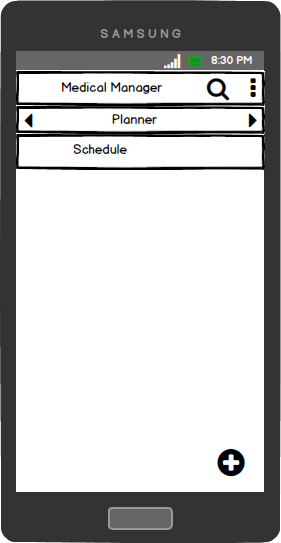 SAMSUNG
8:30 PM
Medical Manager
Planner
Schedule